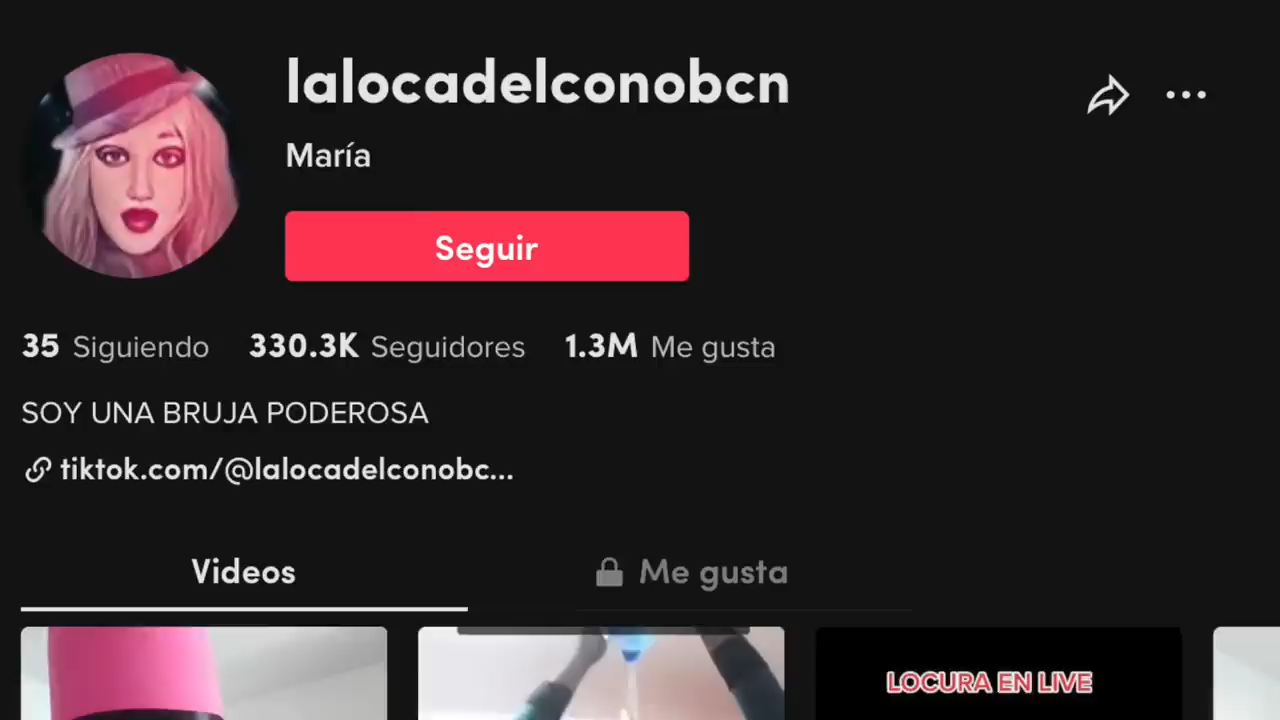 lalocadelconobcn
María
Seguir
35 Siguiendo 330.3K Seguidores 1.3M Me gusta
SOY UNA BRUJA PODEROSA
tiktok.com/@lalocadelconobc...
Videos Me gusta
LOCURA EN LIVE